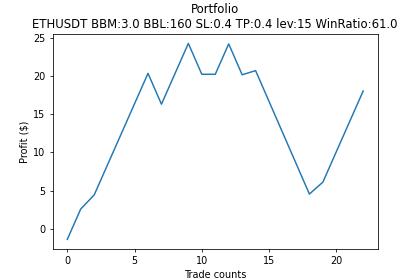 Portfolio
ETHUSDT BBM:3.0 BBL:160 SL:0.4 TP:0.4 lev:15 WinRatio:61.0
25
20
15
10
5
0
Profit ($)
0 5 10 15 20
Trade counts